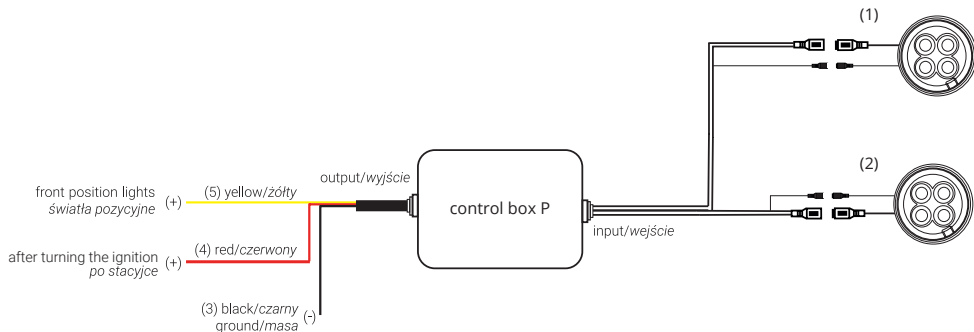 (1)
(2)
output/wyjście
front position lights
światła pozycyjne
(+)
(5) yellow/żółty
control box P
input/wejście
after turning the ignition
po stacyjce
(+)
(4) red/czerwony
(3) black/czarny
ground/masa
(-)